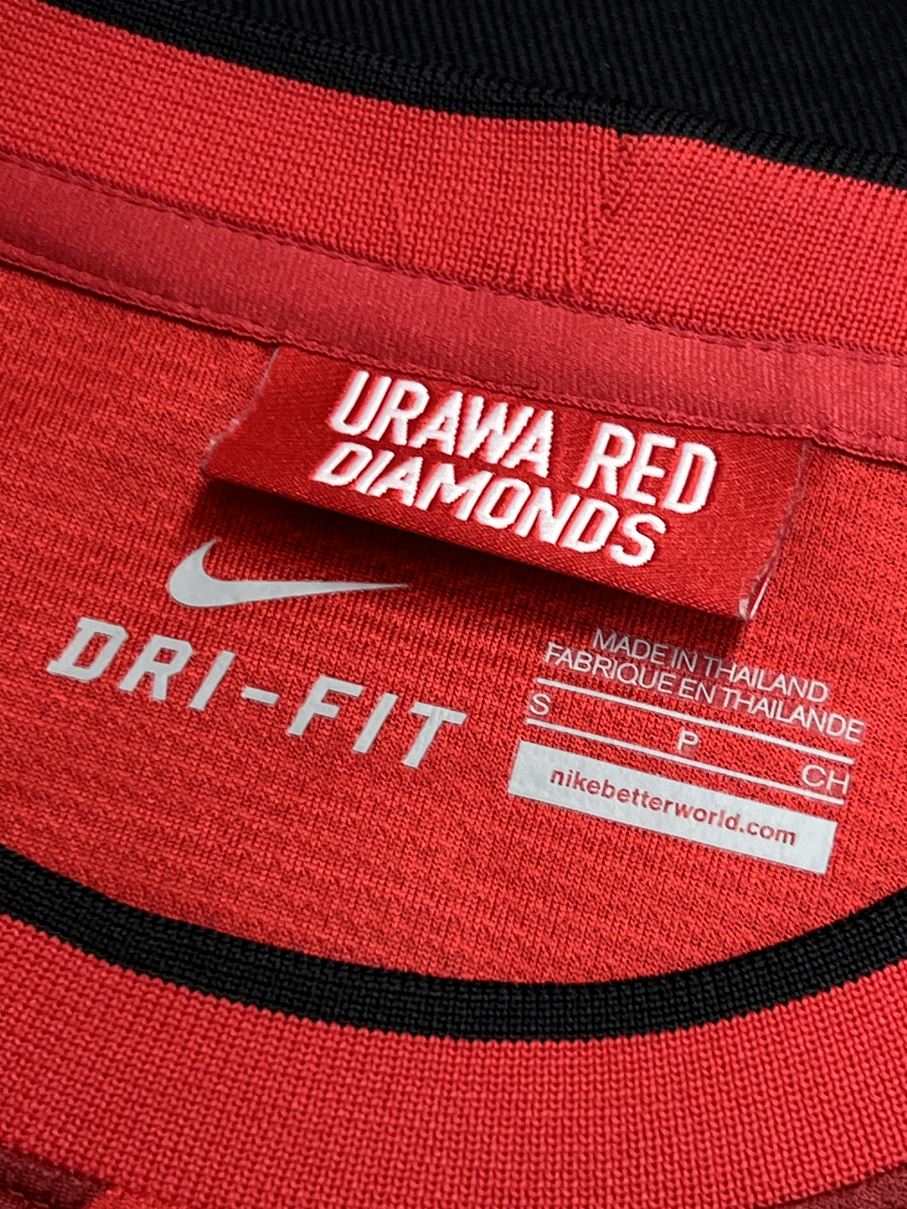 URAWA RED
DIAMONDS
DRI-FIT
MADE IN THAILAND
FABRIQUE EN THAILANDE
S
P
CH
nikebetterworld.com